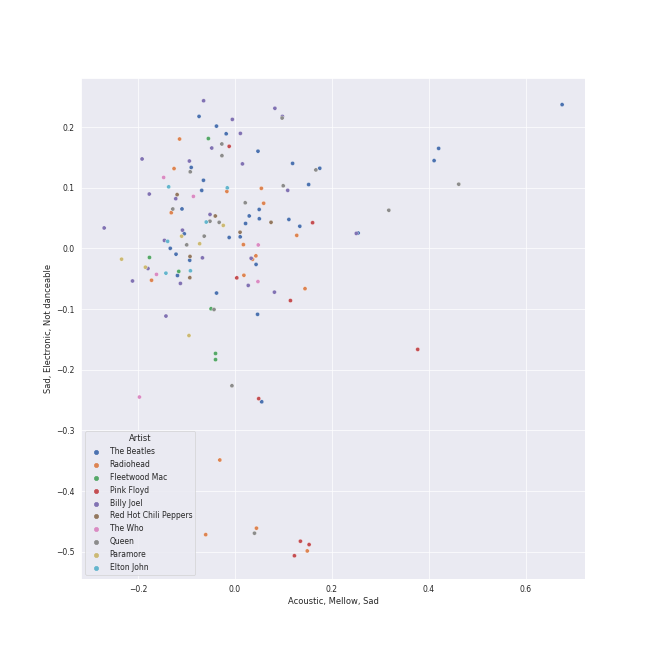 0.2
0.1
0.0
−0.1
−0.2
−0.3
−0.4
−0.5
Sad, Electronic, Not danceable
Artist
The Beatles
Radiohead
Fleetwood Mac
Pink Floyd
Billy Joel
Red Hot Chili Peppers
The Who
Queen
Paramore
Elton John
−0.2 0.0 0.2 0.4 0.6
Acoustic, Mellow, Sad